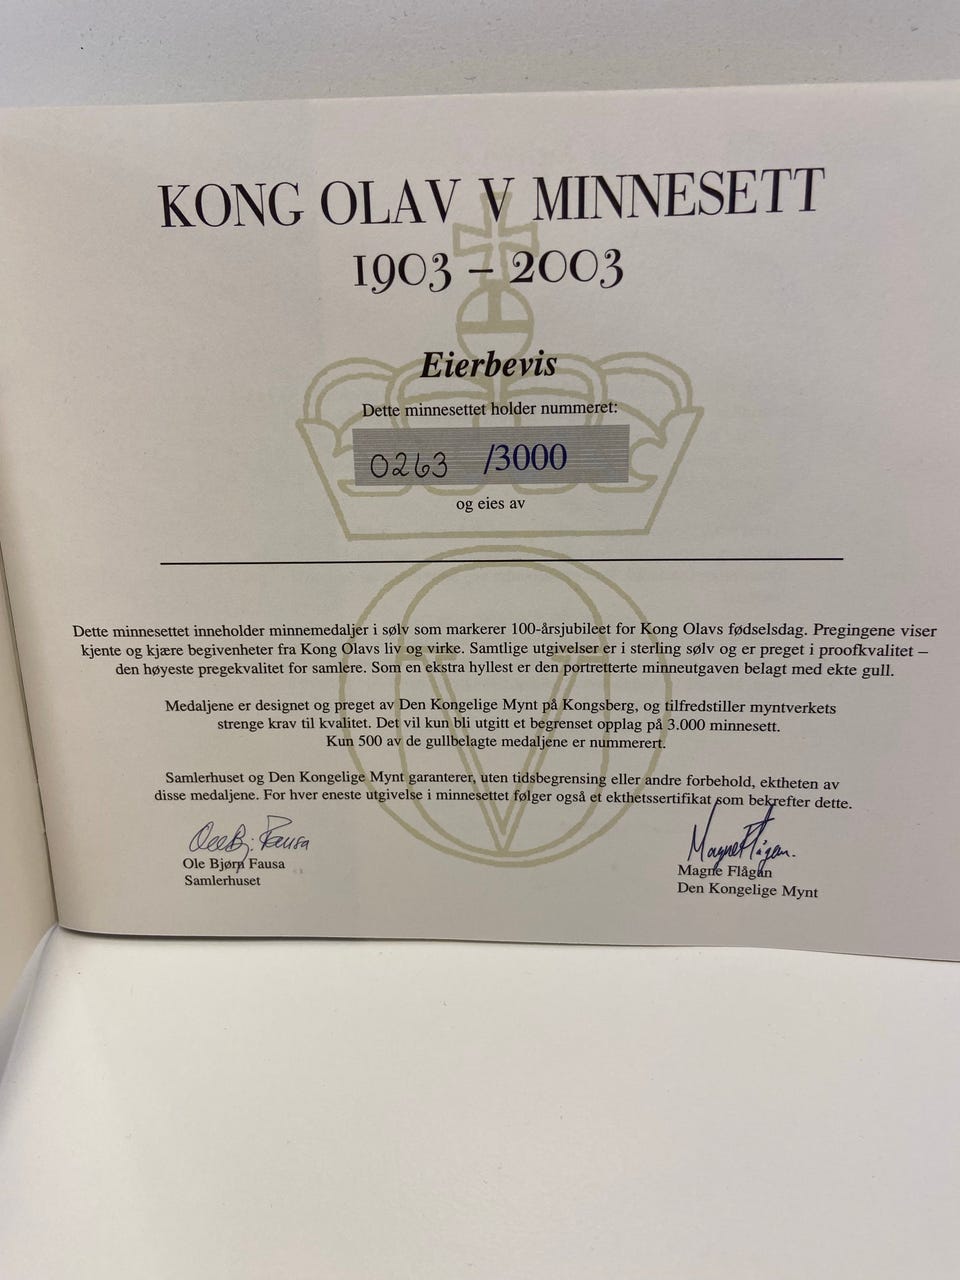 KONG OLAV V MINNESETT
1903 – 2003
Eierbevis
Dette minnesettet holder nummeret:
0263 /3000
og eies av
Dette minnesettet inneholder minnemedaljer i sølv som markerer 100-årsjubileet for Kong Olavs fødselsdag. Pregingene viser
kjente og kjære begivenheter fra Kong Olavs liv og virke. Samtlige utgivelser er i sterling sølv og er preget i proofkvalitet –
den høyeste pregekvalitet for samlere. Som en ekstra hyllest er den portretterte minneutgaven belagt med ekte gull.
Medaljene er designet og preget av Den Kongelige Mynt på Kongsberg, og tilfredstiller myntverkets
strenge krav til kvalitet. Det vil kun bli utgitt et begrenset opplag på 3.000 minnesett.
Kun 500 av de gullbelagte medaljene er nummerert.
Samlerhuset og Den Kongelige Mynt garanterer, uten tidsbegrensing eller andre forbehold, ektheten av
disse medaljene. For hver eneste utgivelse i minnesettet følger også et ekthetssertifikat som bekrefter dette.
Ole Bj. Fausa
Ole Bjørn Fausa
Samlerhuset
Magne Flågan.
Magne Flågan
Den Kongelige Mynt